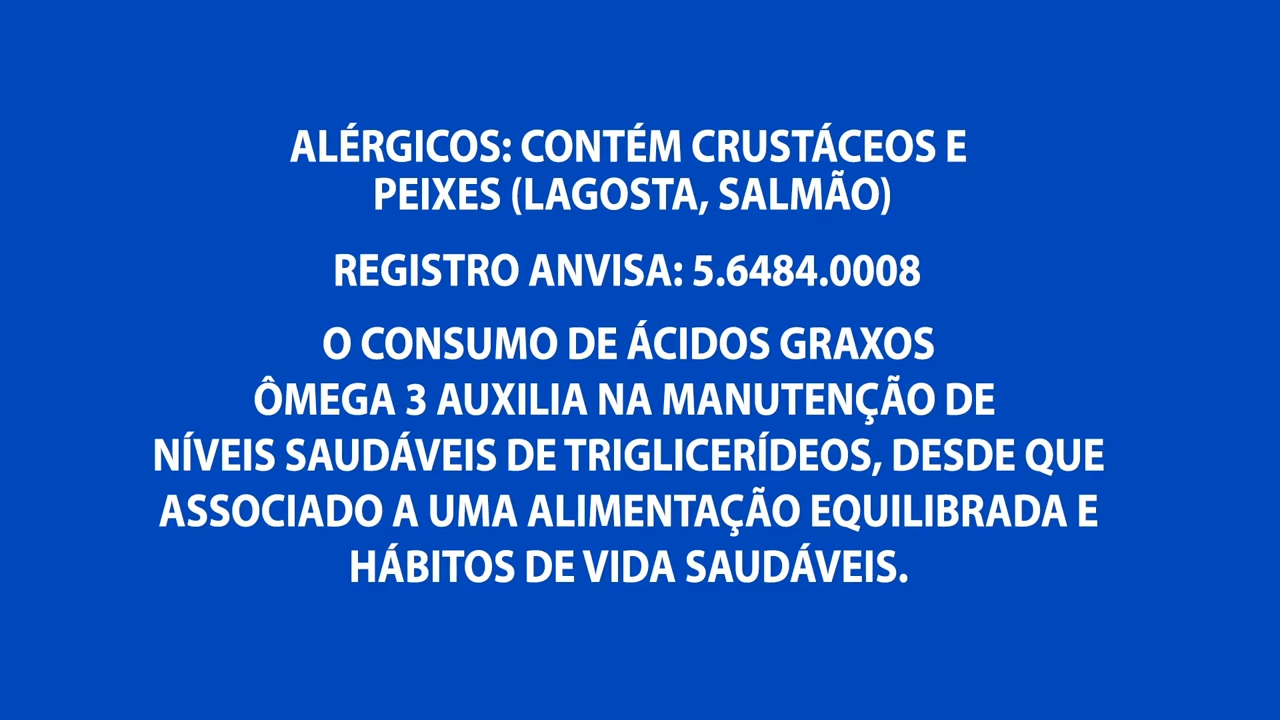 ALÉRGICOS: CONTÉM CRUSTÁCEOS E
PEIXES (LAGOSTA, SALMÃO)
REGISTRO ANVISA: 5.6484.0008
O CONSUMO DE ÁCIDOS GRAXOS
ÔMEGA 3 AUXILIA NA MANUTENÇÃO DE
NÍVEIS SAUDÁVEIS DE TRIGLICERÍDEOS, DESDE QUE
ASSOCIADO A UMA ALIMENTAÇÃO EQUILIBRADA E
HÁBITOS DE VIDA SAUDÁVEIS.